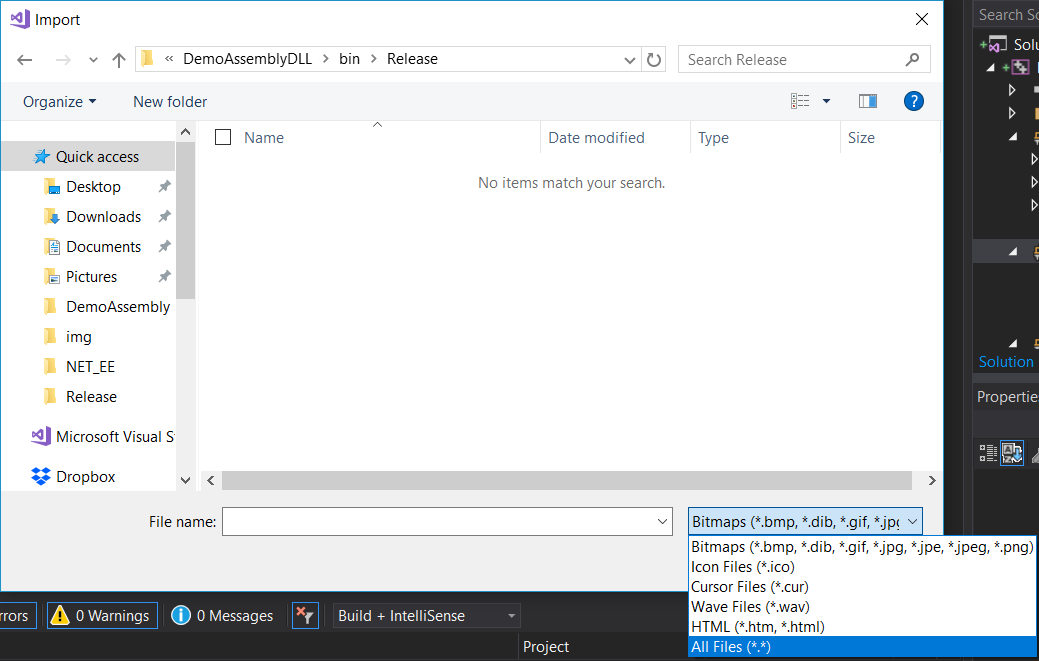 Import
Search So
« DemoAssemblyDLL > bin > Release
Search Release
Solu
Organize
New folder
?
Name
Date modified
Type
Size
No items match your search.
Quick access
Desktop
Downloads
Documents
Pictures
DemoAssembly
img
NET_EE
Release
Microsoft Visual St
Dropbox
Solution
Propertie
File name:
Bitmaps (*.bmp, *.dib, *.gif, *.jpg
Bitmaps (*.bmp, *.dib, *.gif, *.jpg, *.jpe, *.jpeg, *.png)
Icon Files (*.ico)
Cursor Files (*.cur)
Wave Files (*.wav)
HTML (*.htm, *.html)
All Files (*.*)
rrors
0 Warnings
0 Messages
Build + IntelliSense
Project